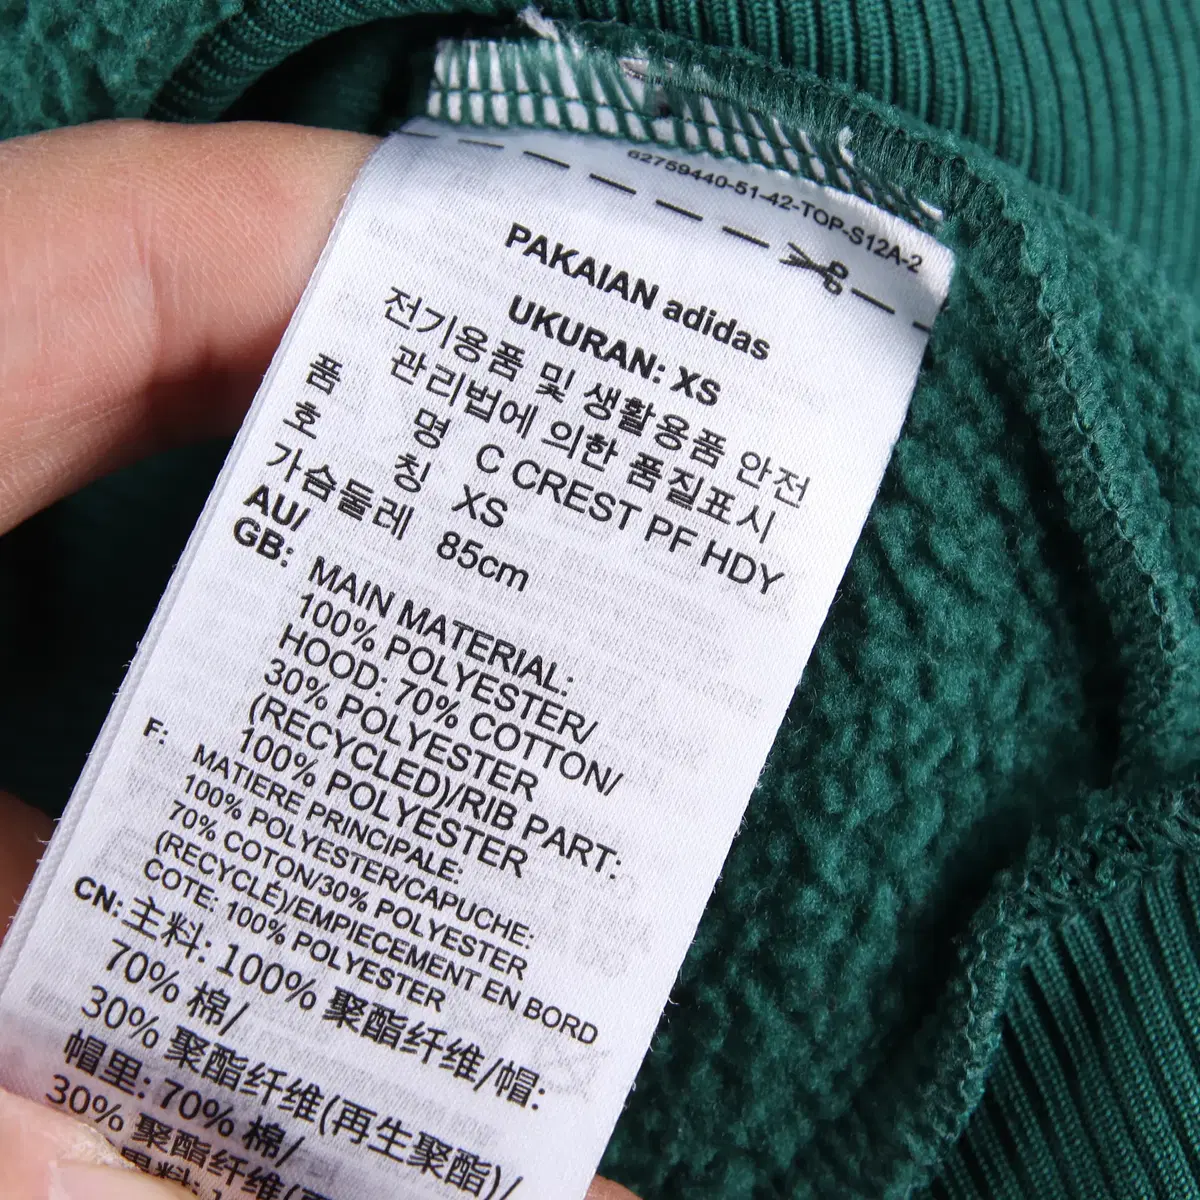 62759440-51-42-TOP-S12A-2
PAKAIAN adidas
UKURAN: XS
전기용품 및 생활용품 안전
관리법에 의한 품질표시
품 명 C CREST PF HDY
호 칭 XS
가슴둘레 85cm
AU/
GB: MAIN MATERIAL:
100% POLYESTER/
HOOD: 70% COTTON/
30% POLYESTER
(RECYCLED)/RIB PART:
100% POLYESTER
F: MATIERE PRINCIPALE:
100% POLYESTER/CAPUCHE:
70% COTON/30% POLYESTER
(RECYCLÉ)/EMPIECEMENT EN BORD
COTE: 100% POLYESTER
CN: 主料: 100% 聚酯纤维/帽:
70% 棉/
30% 聚酯纤维(再生聚酯)/
帽里: 70% 棉/
30% 聚酯纤维(再